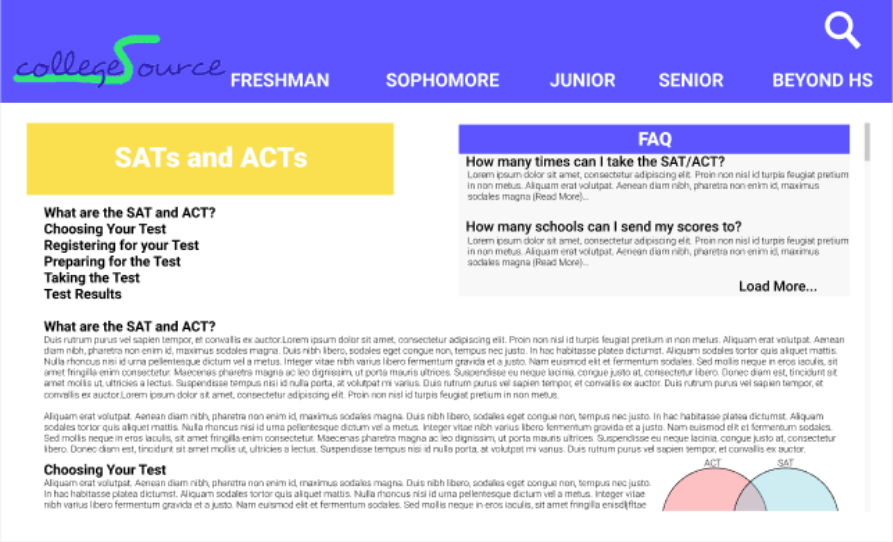 collegeSource
FRESHMAN SOPHOMORE JUNIOR SENIOR BEYOND HS
SATs and ACTs
What are the SAT and ACT?
Choosing Your Test
Registering for your Test
Preparing for the Test
Taking the Test
Test Results
FAQ
How many times can I take the SAT/ACT?
Lorem ipsum dolor sit amet, consectetur adipiscing elit. Proin non nisl id turpis feugiat pretium
in non metus. Aliquam erat volutpat. Aenean diam nibh, pharetra non enim id, maximus
sodales magna (Read More)...
How many schools can I send my scores to?
Lorem ipsum dolor sit amet, consectetur adipiscing elit. Proin non nisl id turpis feugiat pretium
in non metus. Aliquam erat volutpat. Aenean diam nibh, pharetra non enim id, maximus
sodales magna (Read More)...
Load More...
What are the SAT and ACT?
Duis rutrum purus vel sapien tempor, et convallis ex auctor.Lorem ipsum dolor sit amet, consectetur adipiscing elit. Proin non nisl id turpis feugiat pretium in non metus. Aliquam erat volutpat. Aenean
diam nibh, pharetra non enim id, maximus sodales magna. Duis nibh libero, sodales eget congue non, tempus nec justo. In hac habitasse platea dictumst. Aliquam sodales tortor quis aliquet mattis.
Nulla rhoncus nisi id urna pellentesque dictum vel a metus. Integer vitae nibh varius libero fermentum gravida et a justo. Nam euismod elit et fermentum sodales. Sed mollis neque in eros iaculis, sit
amet fringilla enim consectetur. Maecenas pharetra magna ac leo dignissim, ut porta mauris ultrices. Suspendisse eu neque lacinia, congue justo at, consectetur libero. Donec diam est, tincidunt sit
amet mollis ut, ultricies a lectus. Suspendisse tempus nisi id nulla porta, at volutpat mi varius. Duis rutrum purus vel sapien tempor, et convallis ex auctor. Duis rutrum purus vel sapien tempor, et
convallis ex auctor.Lorem ipsum dolor sit amet, consectetur adipiscing elit. Proin non nisl id turpis feugiat pretium in non metus.
Aliquam erat volutpat. Aenean diam nibh, pharetra non enim id, maximus sodales magna. Duis nibh libero, sodales eget congue non, tempus nec justo. In hac habitasse platea dictumst. Aliquam
sodales tortor quis aliquet mattis. Nulla rhoncus nisi id urna pellentesque dictum vel a metus. Integer vitae nibh varius libero fermentum gravida et a justo. Nam euismod elit et fermentum sodales.
Sed mollis neque in eros iaculis, sit amet fringilla enim consectetur. Maecenas pharetra magna ac leo dignissim, ut porta mauris ultrices. Suspendisse eu neque lacinia, congue justo at, consectetur
libero. Donec diam est, tincidunt sit amet mollis ut, ultricies a lectus. Suspendisse tempus nisi id nulla porta, at volutpat mi varius. Duis rutrum purus vel sapien tempor, et convallis ex auctor.
Choosing Your Test
Aliquam erat volutpat. Aenean diam nibh, pharetra non enim id, maximus sodales magna. Duis nibh libero, sodales eget congue non, tempus nec justo.
In hac habitasse platea dictumst. Aliquam sodales tortor quis aliquet mattis. Nulla rhoncus nisi id urna pellentesque dictum vel a metus. Integer vitae
nibh varius libero fermentum gravida et a justo. Nam euismod elit et fermentum sodales. Sed mollis neque in eros iaculis, sit amet fringilla
ACT SAT